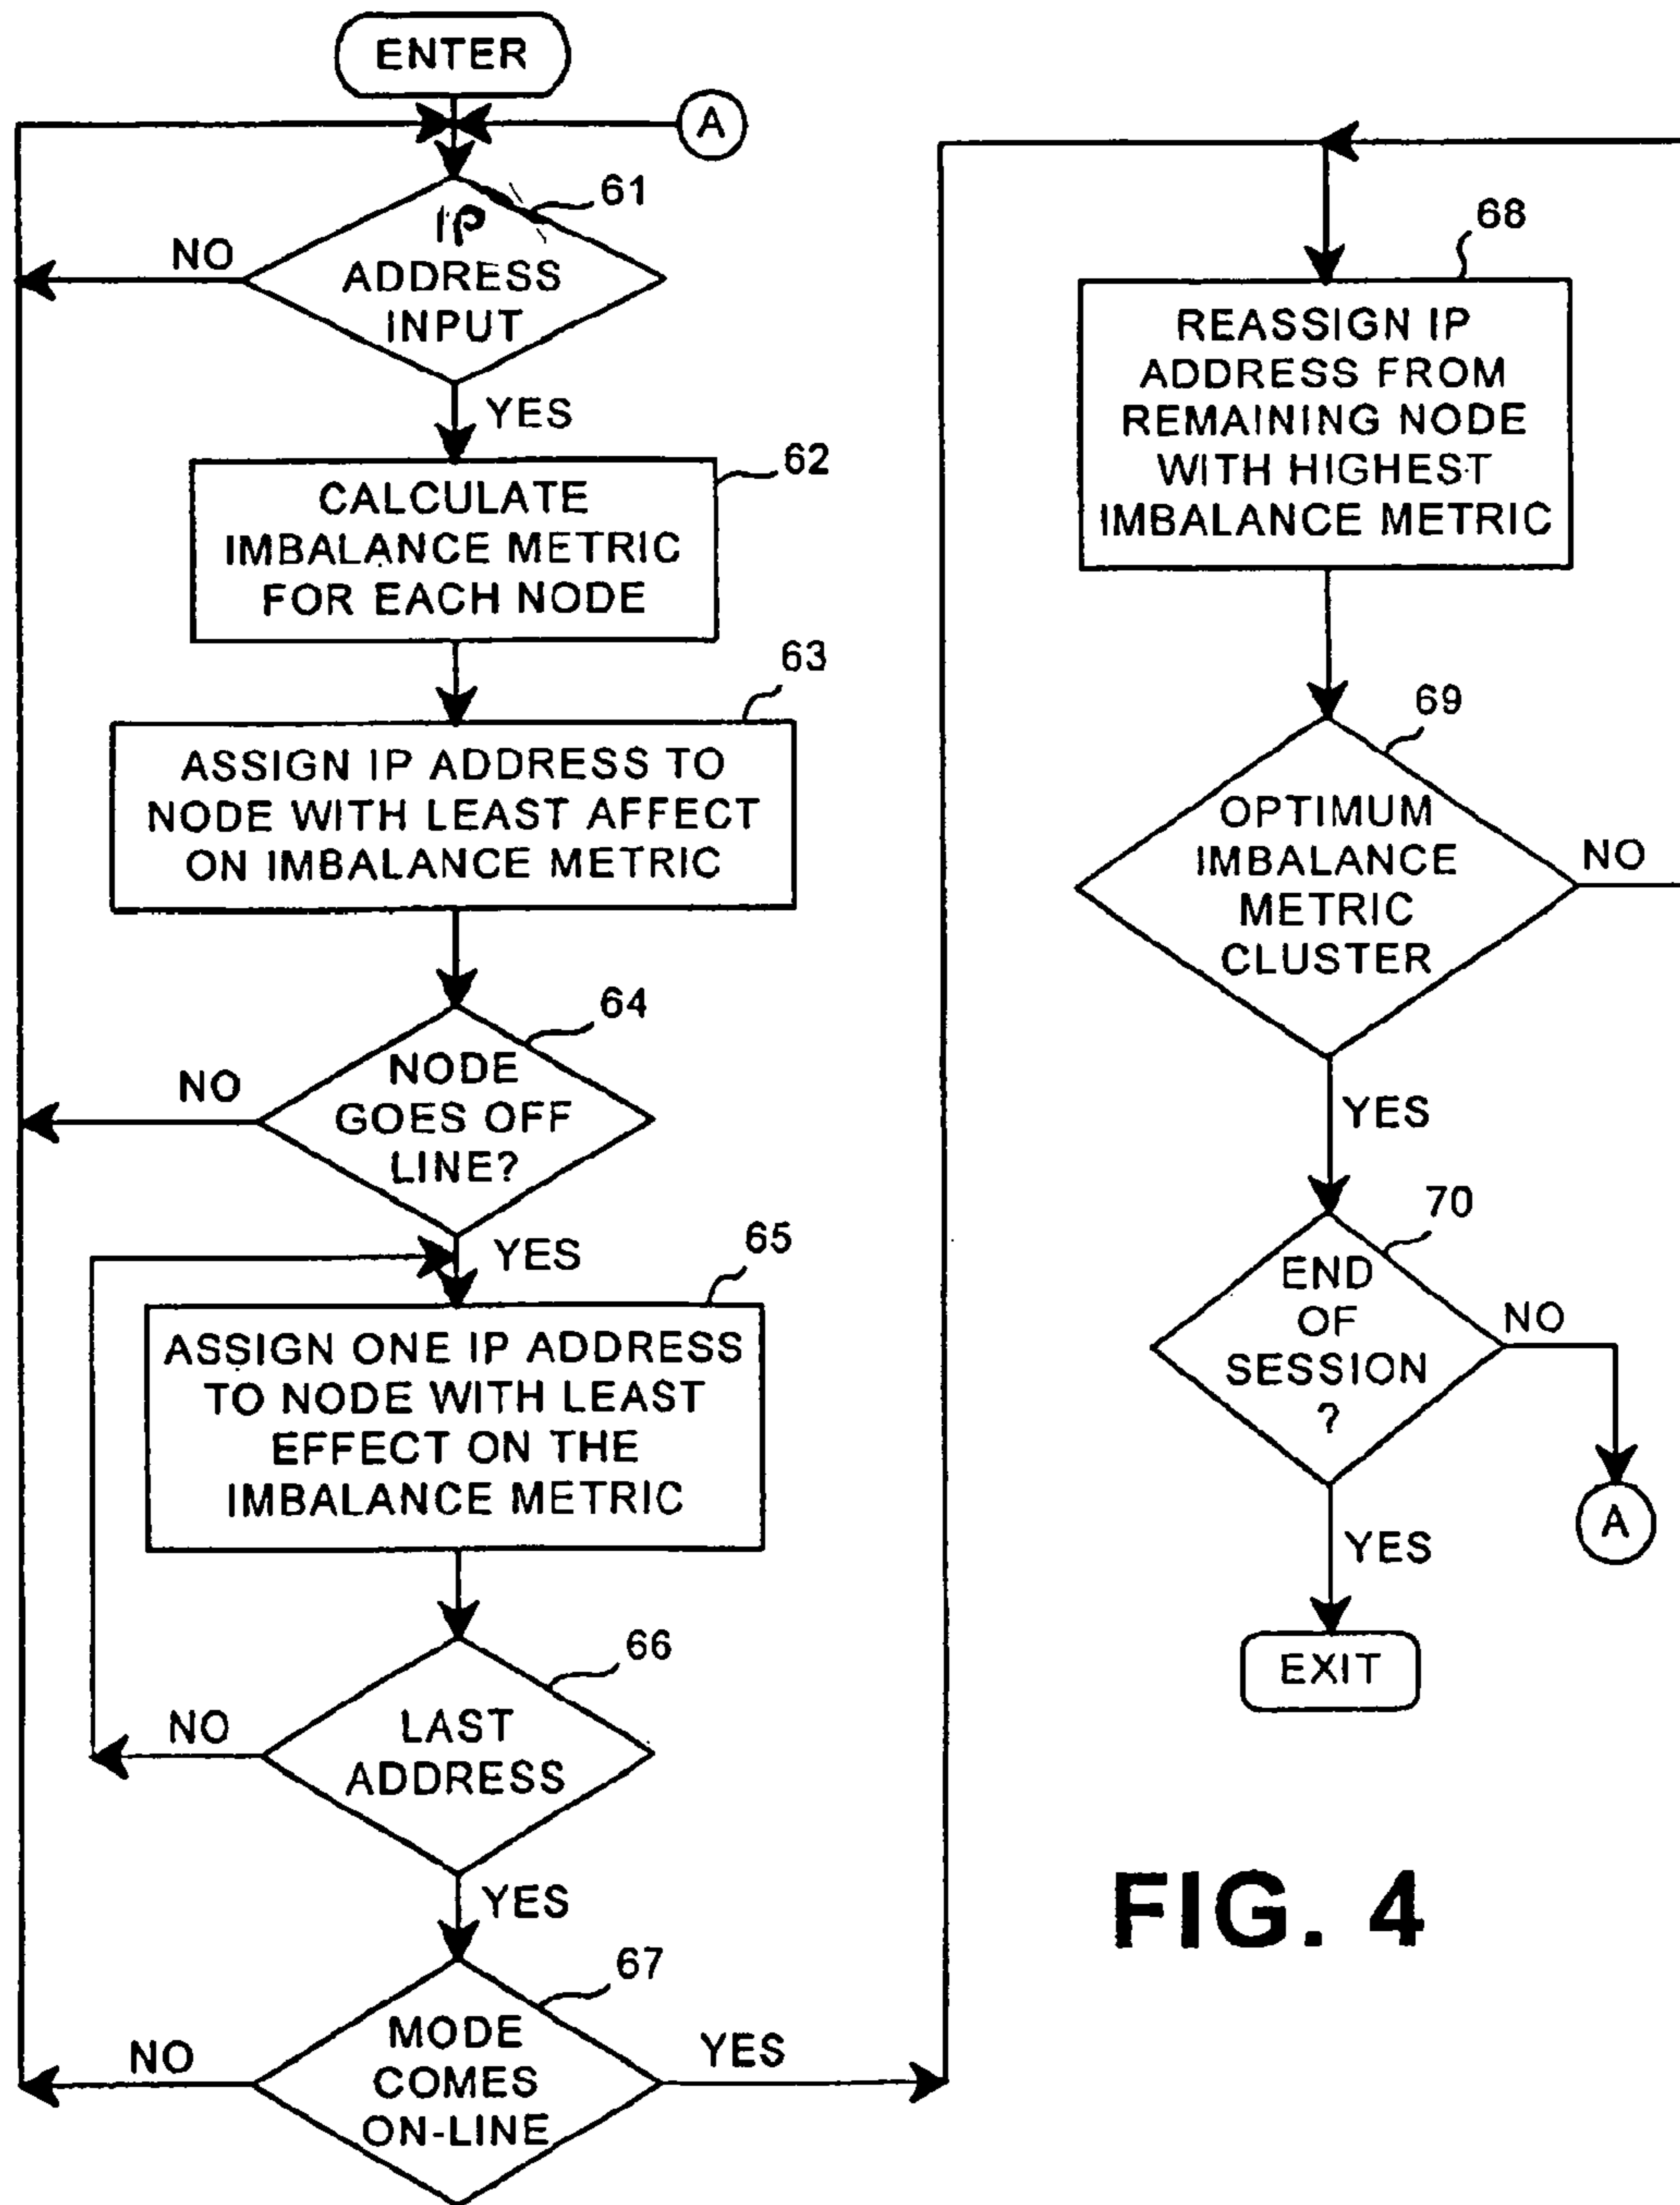 ENTER
A
61
IP
ADDRESS
INPUT
NO
YES
62
CALCULATE
IMBALANCE METRIC
FOR EACH NODE
63
ASSIGN IP ADDRESS TO
NODE WITH LEAST AFFECT
ON IMBALANCE METRIC
64
NODE
GOES OFF
LINE?
NO
YES
65
ASSIGN ONE IP ADDRESS
TO NODE WITH LEAST
EFFECT ON THE
IMBALANCE METRIC
66
LAST
ADDRESS
NO
YES
67
MODE
COMES
ON-LINE
NO
YES
68
REASSIGN IP
ADDRESS FROM
REMAINING NODE
WITH HIGHEST
IMBALANCE METRIC
69
OPTIMUM
IMBALANCE
METRIC
CLUSTER
NO
YES
70
END
OF
SESSION
?
NO
A
YES
EXIT
FIG. 4